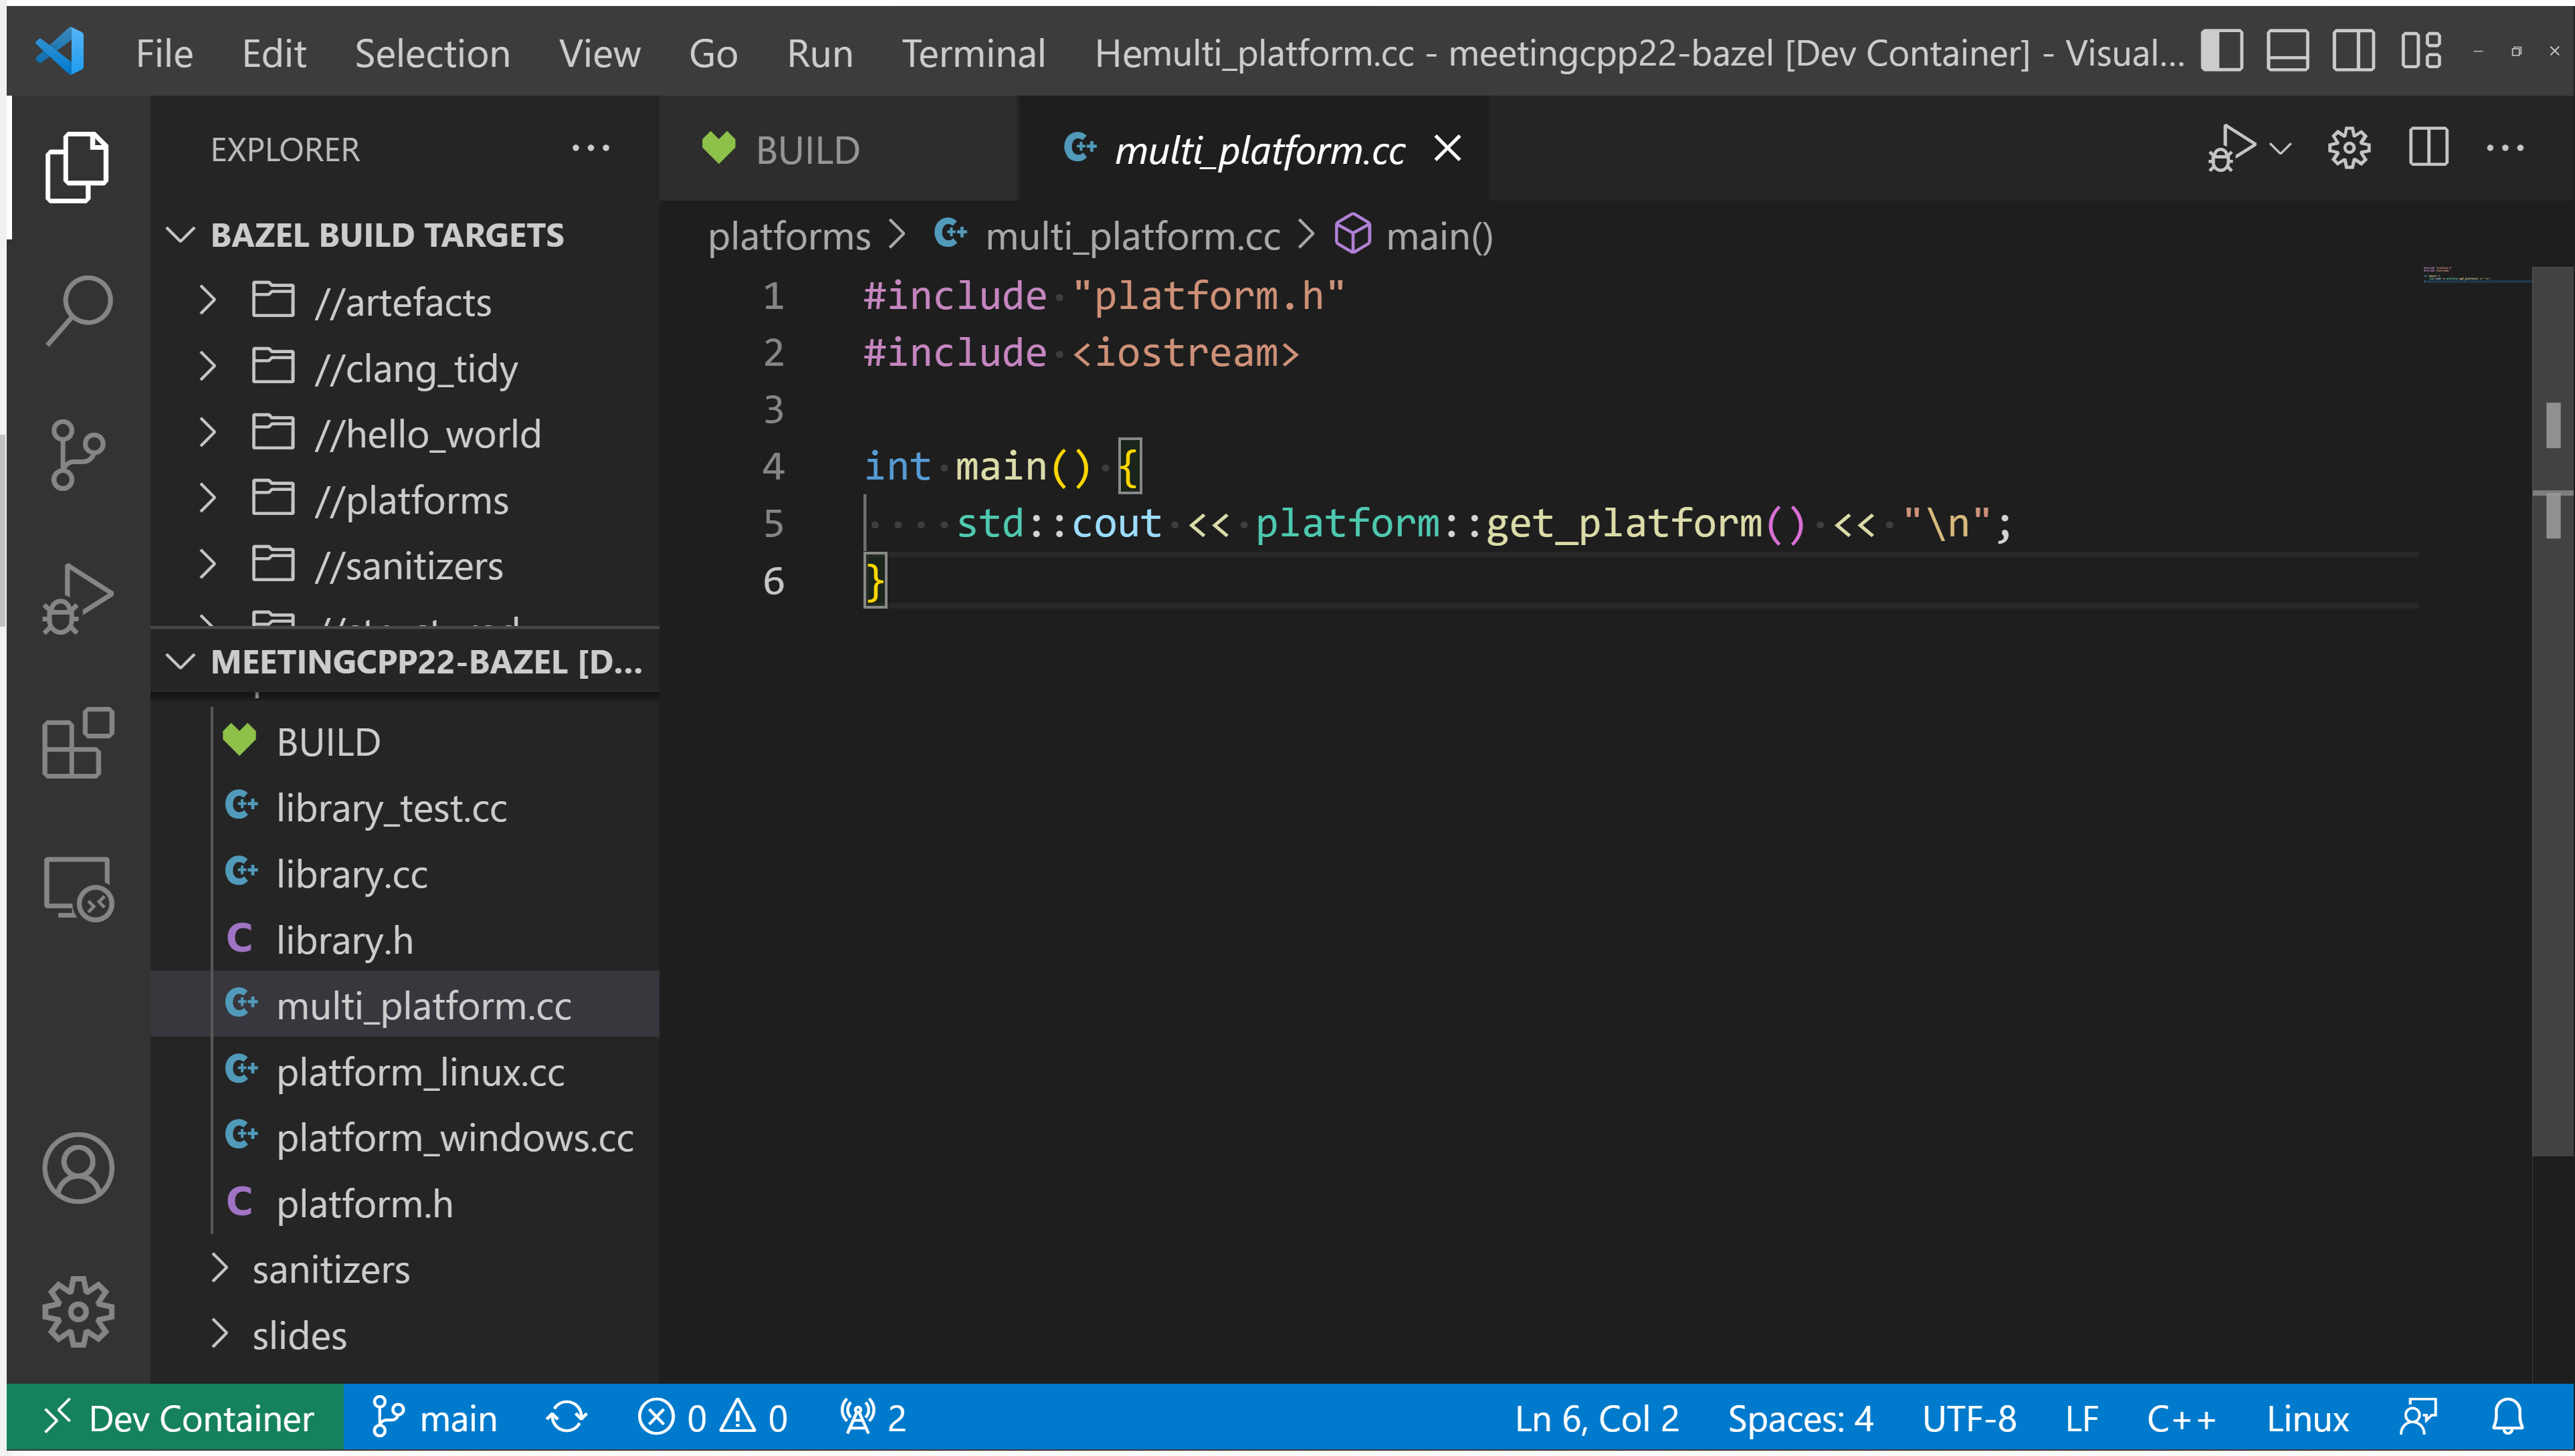 File Edit Selection View Go Run Terminal Hemulti_platform.cc - meetingcpp22-bazel [Dev Container] - Visual...
EXPLORER
BAZEL BUILD TARGETS
//artefacts
//clang_tidy
//hello_world
//platforms
//sanitizers
MEETINGCPP22-BAZEL [D...
BUILD
library_test.cc
library.cc
library.h
multi_platform.cc
platform_linux.cc
platform_windows.cc
platform.h
sanitizers
slides
BUILD
multi_platform.cc
platforms > multi_platform.cc > main()
1 #include "platform.h"
2 #include <iostream>
3
4 int main() {
5     std::cout << platform::get_platform() << "\n";
6 }
Dev Container main 0 0 2 Ln 6, Col 2 Spaces: 4 UTF-8 LF C++ Linux